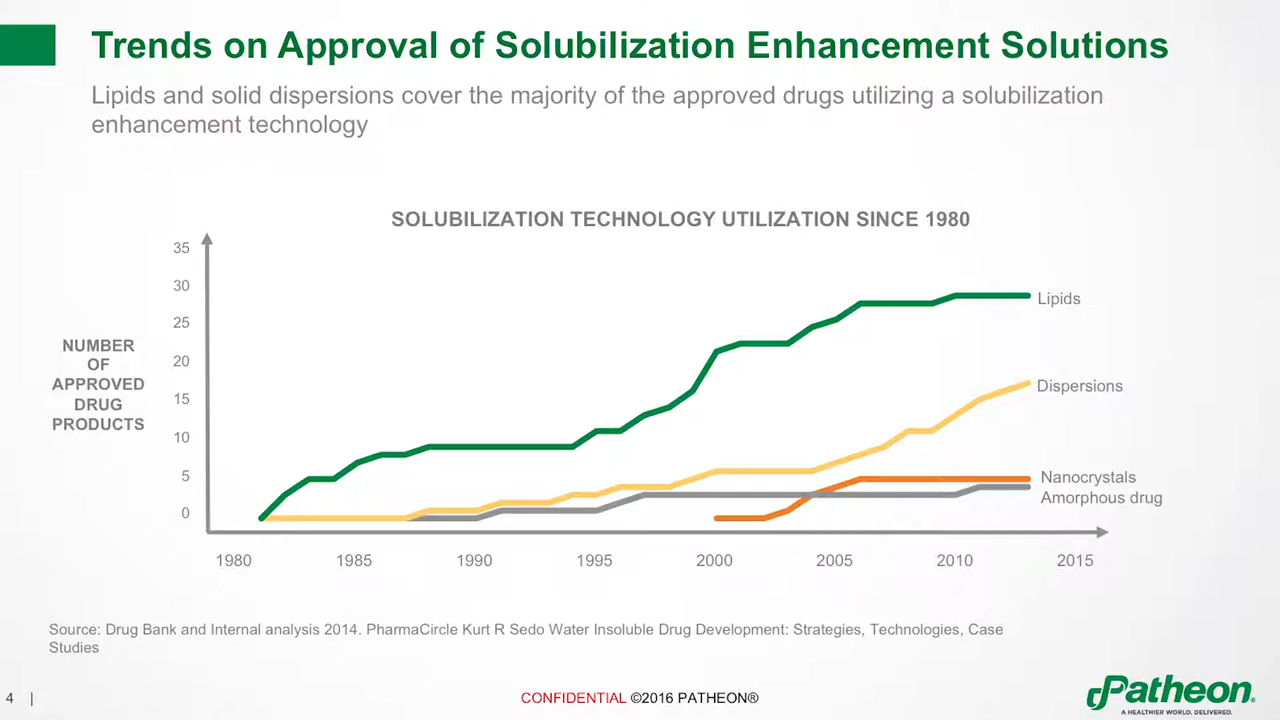 Trends on Approval of Solubilization Enhancement Solutions
Lipids and solid dispersions cover the majority of the approved drugs utilizing a solubilization
enhancement technology
SOLUBILIZATION TECHNOLOGY UTILIZATION SINCE 1980
35
30
25
20
15
10
5
0
NUMBER
OF
APPROVED
DRUG
PRODUCTS
Lipids
Dispersions
Nanocrystals
Amorphous drug
1980 1985 1990 1995 2000 2005 2010 2015
Source: Drug Bank and Internal analysis 2014. PharmaCircle Kurt R Sedo Water Insoluble Drug Development: Strategies, Technologies, Case
Studies
4 |
CONFIDENTIAL ©2016 PATHEON®
Patheon®
A HEALTHIER WORLD. DELIVERED.